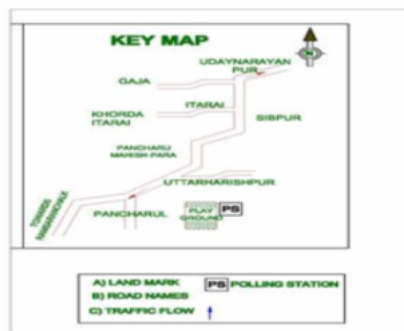 KEY MAP
UDAYNARAYAN
PUR
GAJA
ITARAI
KHORDA
ITARAI
SIBPUR
PANCHARU
MAHISH PARA
UTTARHARISHPUR
TOWARDS
PANCHARUL
PLAY
GROUND
PS
A) LAND MARK
PS POLLING STATION
B) ROAD NAMES
C) TRAFFIC FLOW